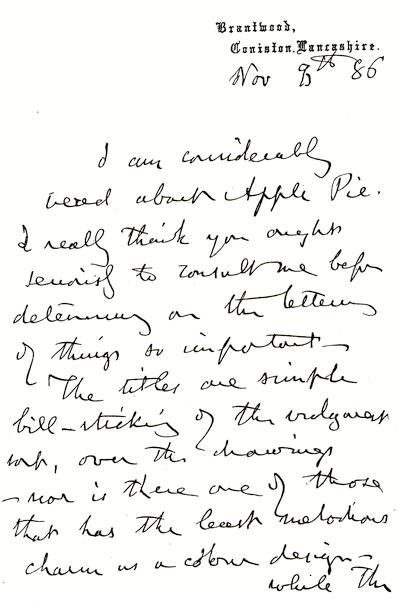 Brantwood,
Coniston, Lancashire.
Nov 9th 86
I am considerably
vexed about Apple Pie.
I really think you ought
seriously to consult me before
determining on the lettering
of things so important—
The titles are simple
bill-sticking of the vulgarest
sort, over the drawings
—nor is there one of those
that has the least melodious
charm as a colour design—
while the